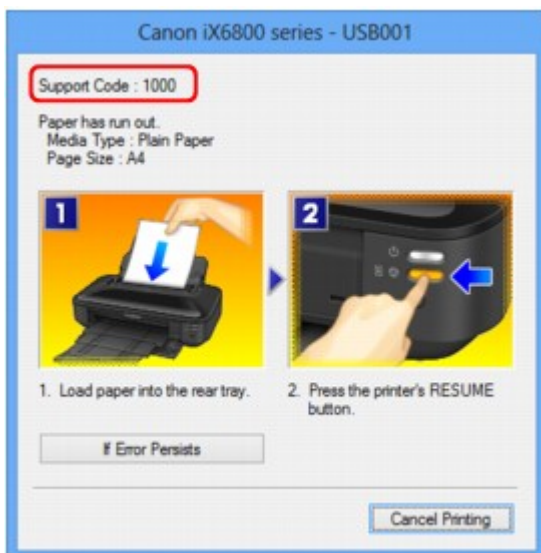 Canon iX6800 series - USB001
Support Code : 1000
Paper has run out.
Media Type : Plain Paper
Page Size : A4
1
2
1. Load paper into the rear tray.
2. Press the printer's RESUME
button.
If Error Persists
Cancel Printing